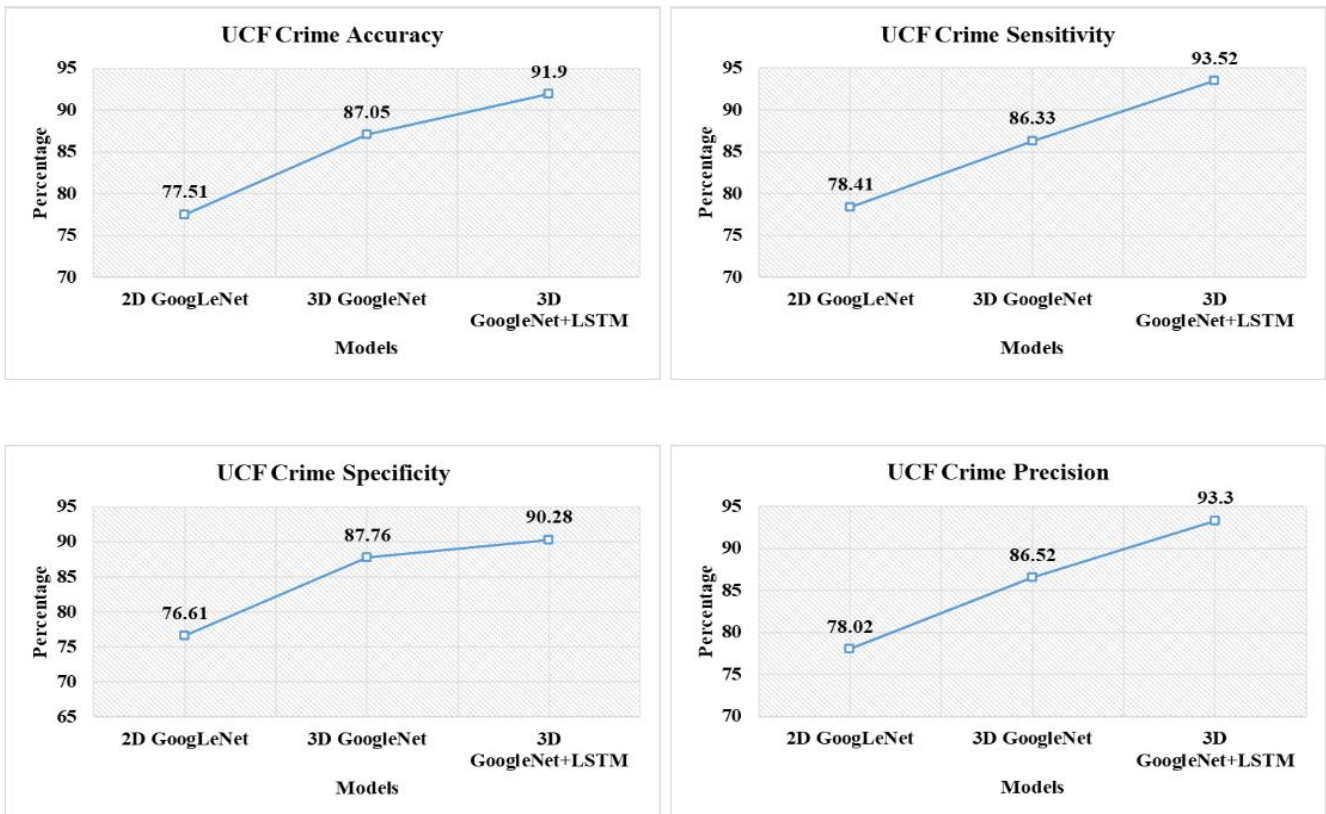 UCF Crime Accuracy
Percentage
95
90
85
80
75
70
77.51
87.05
91.9
2D GoogLeNet
3D GoogleNet
3D
GoogleNet+LSTM
Models
UCF Crime Sensitivity
Percentage
95
90
85
80
75
70
78.41
86.33
93.52
2D GoogLeNet
3D GoogleNet
3D
GoogleNet+LSTM
Models
UCF Crime Specificity
Percentage
95
90
85
80
75
70
65
76.61
87.76
90.28
2D GoogLeNet
3D GoogleNet
3D
GoogleNet+LSTM
Models
UCF Crime Precision
Percentage
95
90
85
80
75
70
78.02
86.52
93.3
2D GoogLeNet
3D GoogleNet
3D
GoogleNet+LSTM
Models